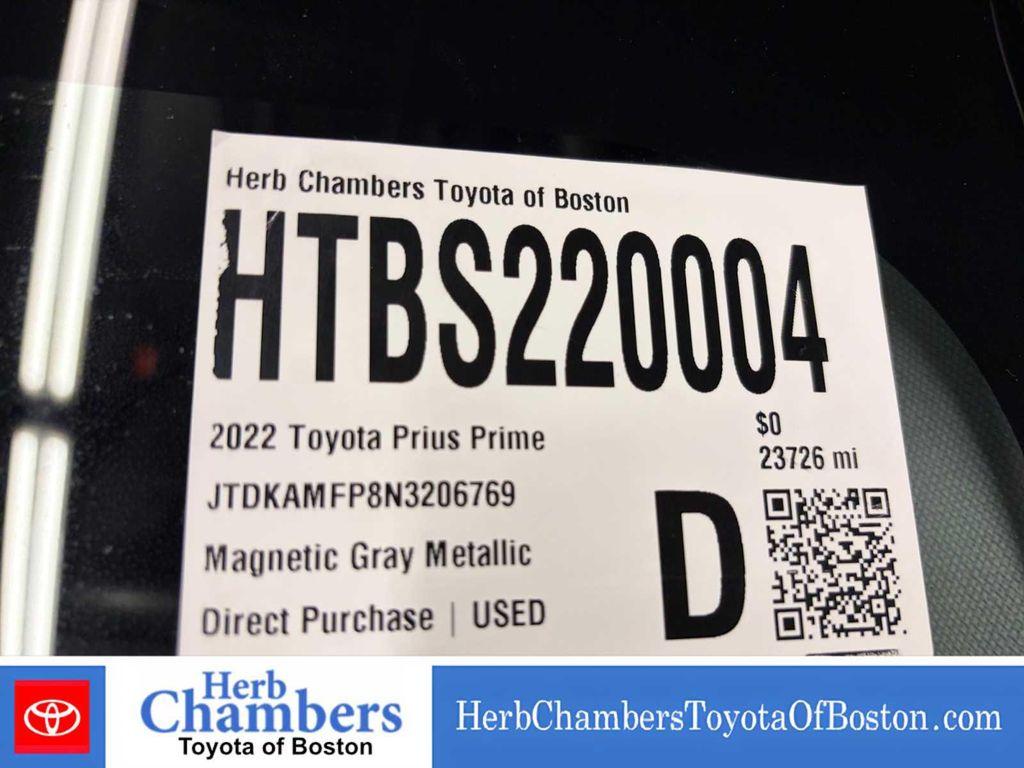 Herb Chambers Toyota of Boston
HTBS220004
2022 Toyota Prius Prime
$0
23726 mi
JTDKAMFP8N3206769
Magnetic Gray Metallic
D
Direct Purchase | USED
Herb
Chambers
Toyota of Boston
HerbChambersToyotaOfBoston.com